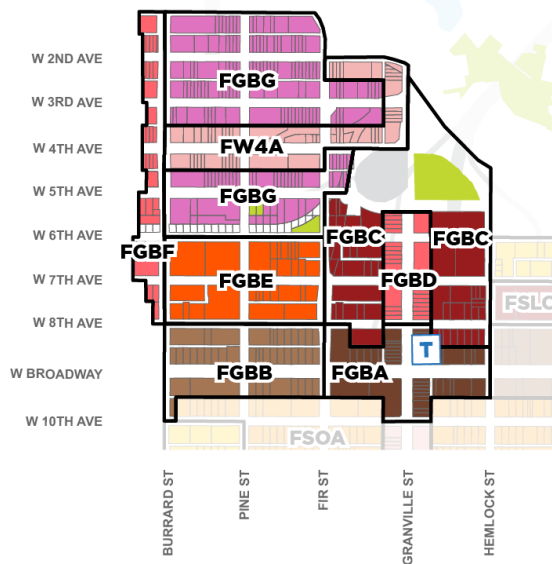 W 2ND AVE
FGBG
W 3RD AVE
W 4TH AVE
FW4A
W 5TH AVE
FGBG
W 6TH AVE
FGBF
FGBC
FGBC
W 7TH AVE
FGBE
FGBD
FSLC
W 8TH AVE
T
W BROADWAY
FGBB
FGBA
W 10TH AVE
FSOA
BURRARD ST
PINE ST
FIR ST
GRANVILLE ST
HEMLOCK ST